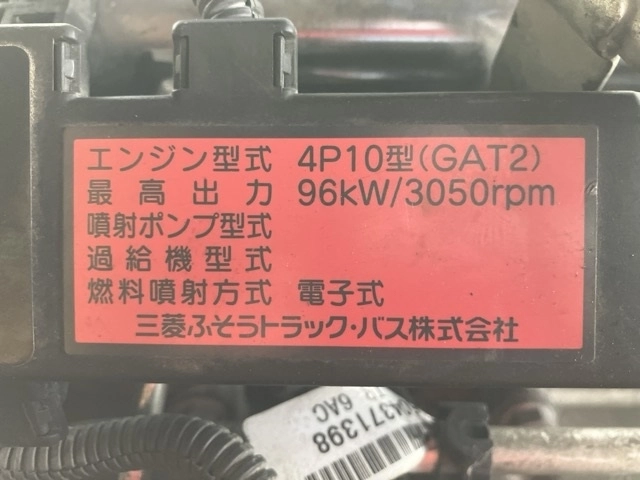 エンジン型式 4P10型(GAT2)
最高出力 96kW/3050rpm
噴射ポンプ型式
過給機型式
燃料噴射方式 電子式
三菱ふそうトラック・バス株式会社
6AC
4371398